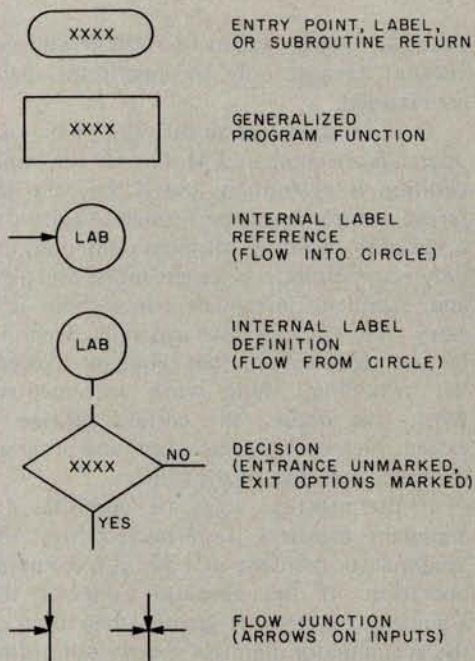 XXXX
ENTRY POINT, LABEL,
OR SUBROUTINE RETURN
XXXX
GENERALIZED
PROGRAM FUNCTION
LAB
INTERNAL LABEL
REFERENCE
(FLOW INTO CIRCLE)
LAB
INTERNAL LABEL
DEFINITION
(FLOW FROM CIRCLE)
XXXX
NO
YES
DECISION
(ENTRANCE UNMARKED,
EXIT OPTIONS MARKED)
FLOW JUNCTION
(ARROWS ON INPUTS)